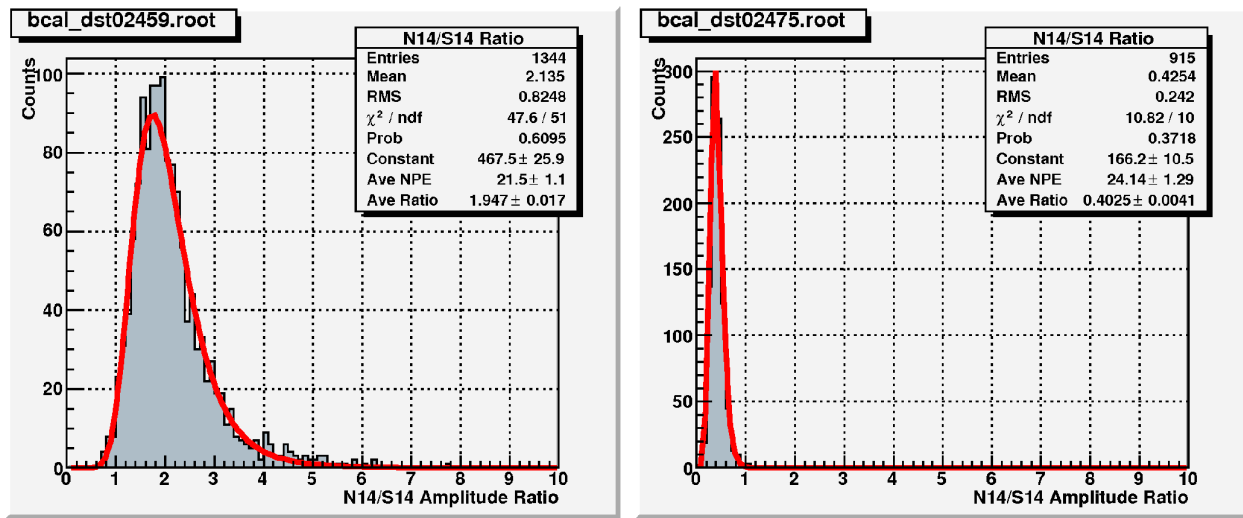 bcal_dst02459.root
N14/S14 Ratio
Entries 1344
Mean 2.135
RMS 0.8248
χ² / ndf 47.6 / 51
Prob 0.6095
Constant 467.5 ± 25.9
Ave NPE 21.5 ± 1.1
Ave Ratio 1.947 ± 0.017
Counts
100
80
60
40
20
0
0 1 2 3 4 5 6 7 8 9 10
N14/S14 Amplitude Ratio
bcal_dst02475.root
N14/S14 Ratio
Entries 915
Mean 0.4254
RMS 0.242
χ² / ndf 10.82 / 10
Prob 0.3718
Constant 166.2 ± 10.5
Ave NPE 24.14 ± 1.29
Ave Ratio 0.4025 ± 0.0041
Counts
300
250
200
150
100
50
0
0 1 2 3 4 5 6 7 8 9 10
N14/S14 Amplitude Ratio